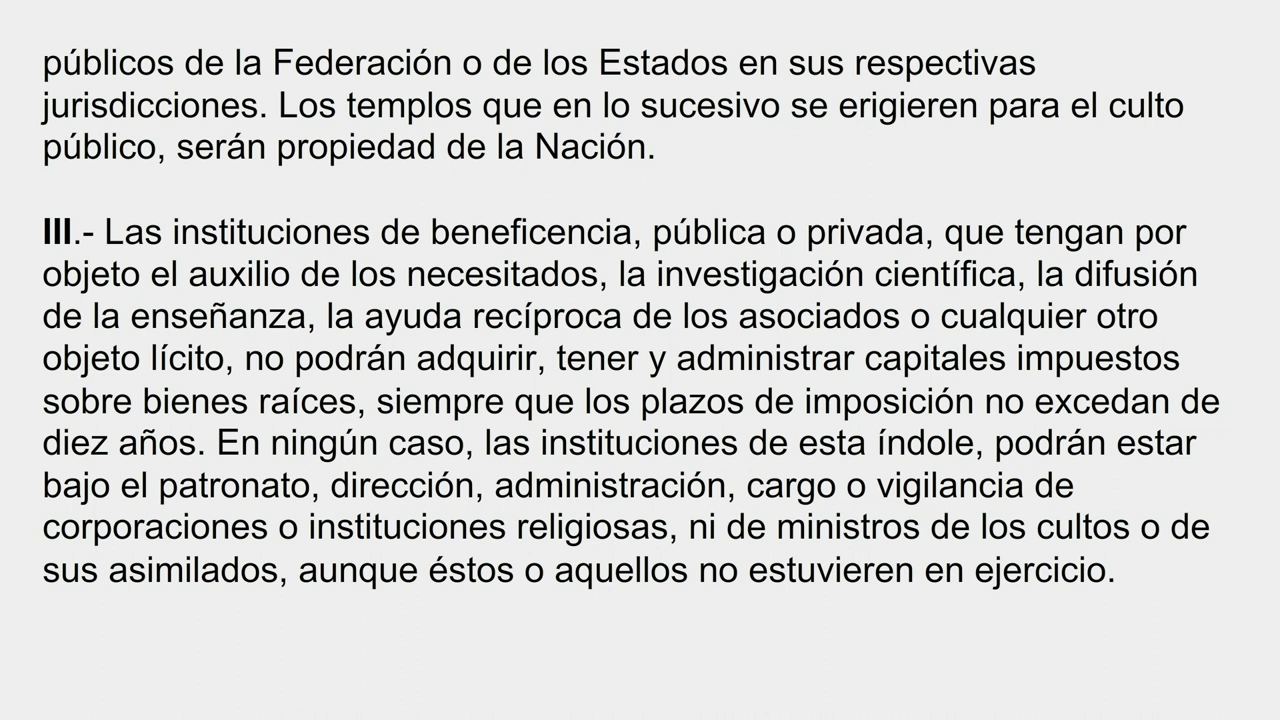 públicos de la Federación o de los Estados en sus respectivas
jurisdicciones. Los templos que en lo sucesivo se erigieren para el culto
público, serán propiedad de la Nación.
III.- Las instituciones de beneficencia, pública o privada, que tengan por
objeto el auxilio de los necesitados, la investigación científica, la difusión
de la enseñanza, la ayuda recíproca de los asociados o cualquier otro
objeto lícito, no podrán adquirir, tener y administrar capitales impuestos
sobre bienes raíces, siempre que los plazos de imposición no excedan de
diez años. En ningún caso, las instituciones de esta índole, podrán estar
bajo el patronato, dirección, administración, cargo o vigilancia de
corporaciones o instituciones religiosas, ni de ministros de los cultos o de
sus asimilados, aunque éstos o aquellos no estuvieren en ejercicio.